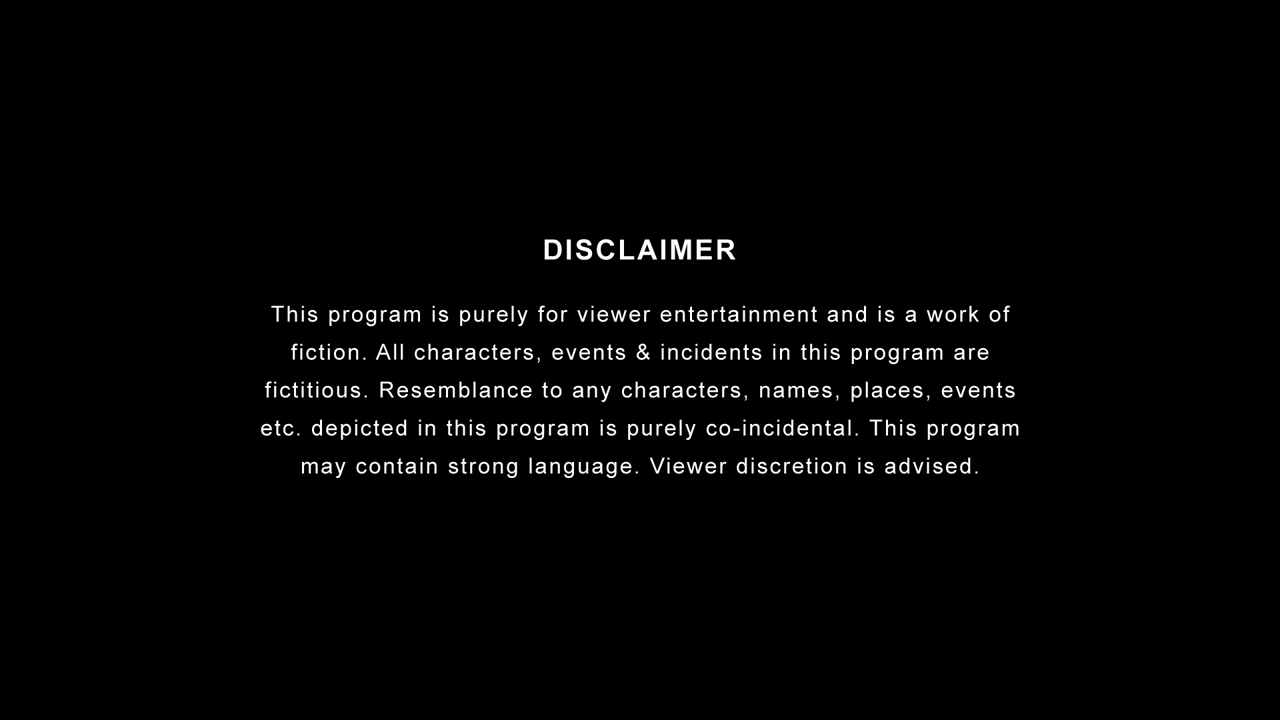 DISCLAIMER
This program is purely for viewer entertainment and is a work of
fiction. All characters, events & incidents in this program are
fictitious. Resemblance to any characters, names, places, events
etc. depicted in this program is purely co-incidental. This program
may contain strong language. Viewer discretion is advised.